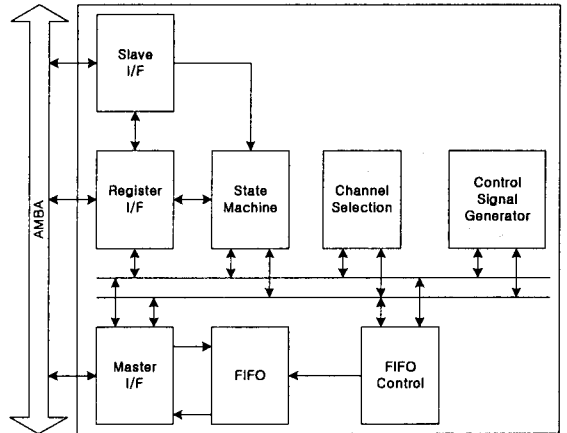 Slave
I/F
AMBA
Register
I/F
State
Machine
Channel
Selection
Control
Signal
Generator
Master
I/F
FIFO
FIFO
Control